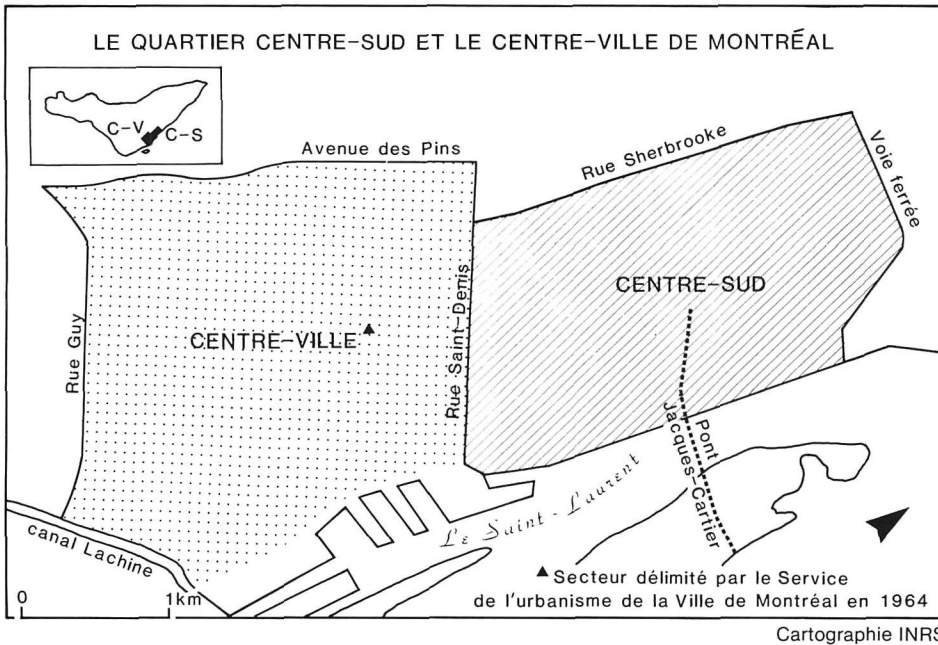 LE QUARTIER CENTRE-SUD ET LE CENTRE-VILLE DE MONTRÉAL
C-V
C-S
Avenue des Pins
Rue Sherbrooke
Voie ferrée
CENTRE-SUD
CENTRE-VILLE ▲
Rue Guy
Rue Saint-Denis
Pont
Jacques-Cartier
Le Saint-Laurent
canal Lachine
0 1km
▲ Secteur délimité par le Service
de l'urbanisme de la Ville de Montréal en 1964
Cartographie INRS